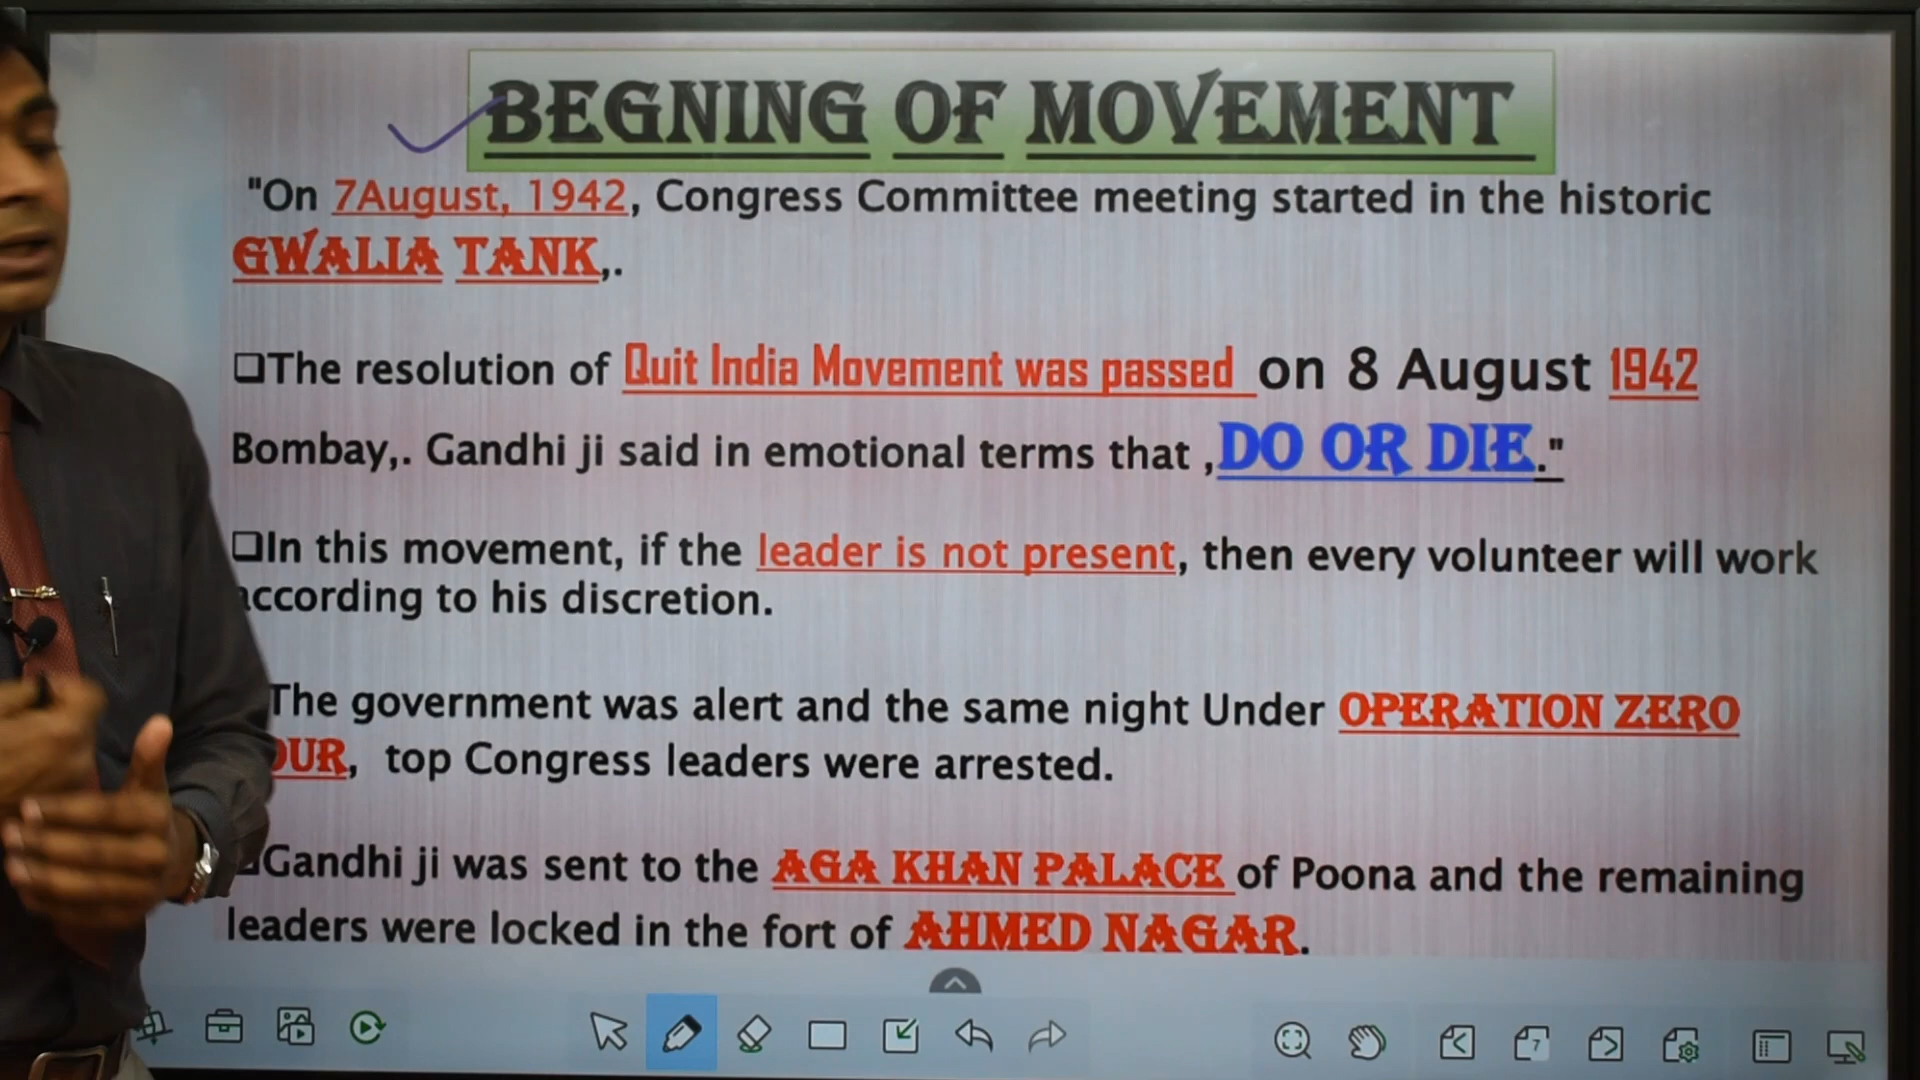 BEGNING OF MOVEMENT
"On 7August, 1942, Congress Committee meeting started in the historic
GWALIA TANK,.
❑The resolution of Quit India Movement was passed on 8 August 1942
Bombay,. Gandhi ji said in emotional terms that ,DO OR DIE."
❑In this movement, if the leader is not present, then every volunteer will work
ccording to his discretion.
The government was alert and the same night Under OPERATION ZERO
OUR, top Congress leaders were arrested.
❑Gandhi ji was sent to the AGA KHAN PALACE of Poona and the remaining
leaders were locked in the fort of AHMED NAGAR.
7